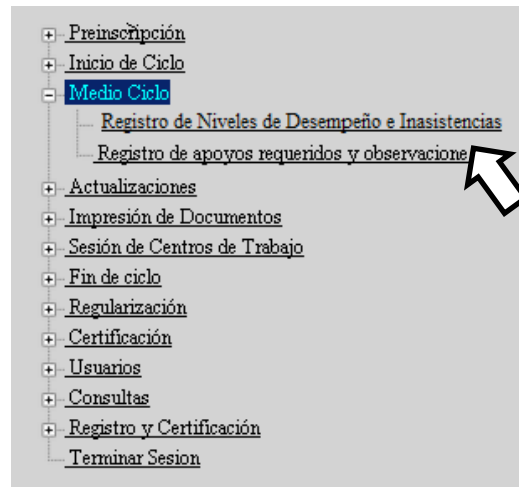 Preinscripción
Inicio de Ciclo
Medio Ciclo
Registro de Niveles de Desempeño e Inasistencias
Registro de apoyos requeridos y observacione
Actualizaciones
Impresión de Documentos
Sesión de Centros de Trabajo
Fin de ciclo
Regularización
Certificación
Usuarios
Consultas
Registro y Certificación
Terminar Sesion